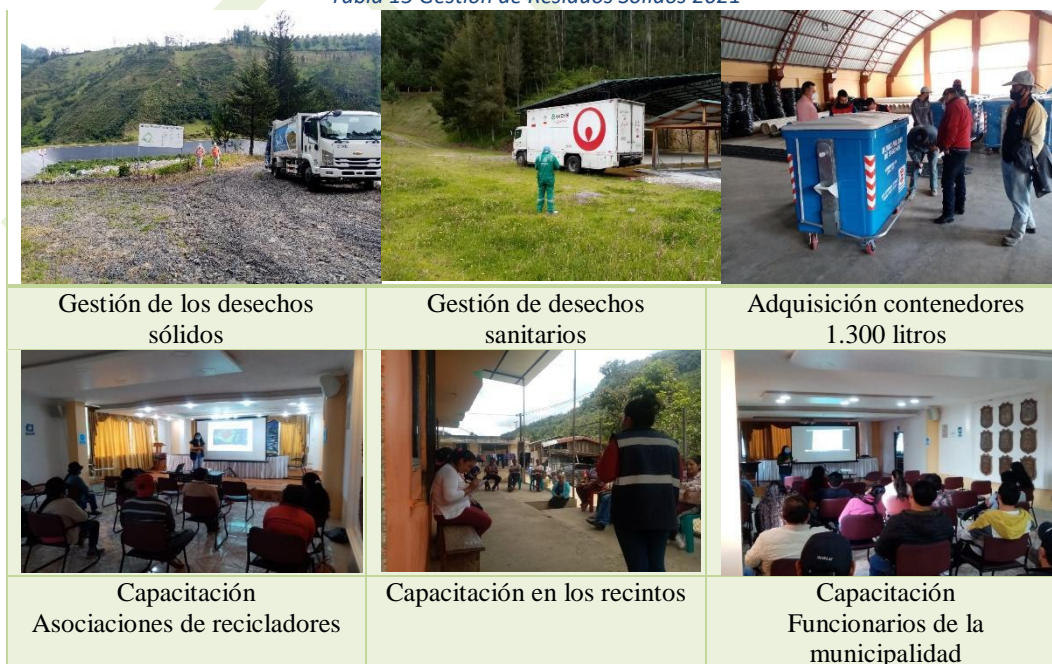 Tabla 13 Gestión de Residuos Sólidos 2021
Gestión de los desechos
sólidos
Gestión de desechos
sanitarios
Adquisición contenedores
1.300 litros
Capacitación
Asociaciones de recicladores
Capacitación en los recintos
Capacitación
Funcionarios de la
municipalidad